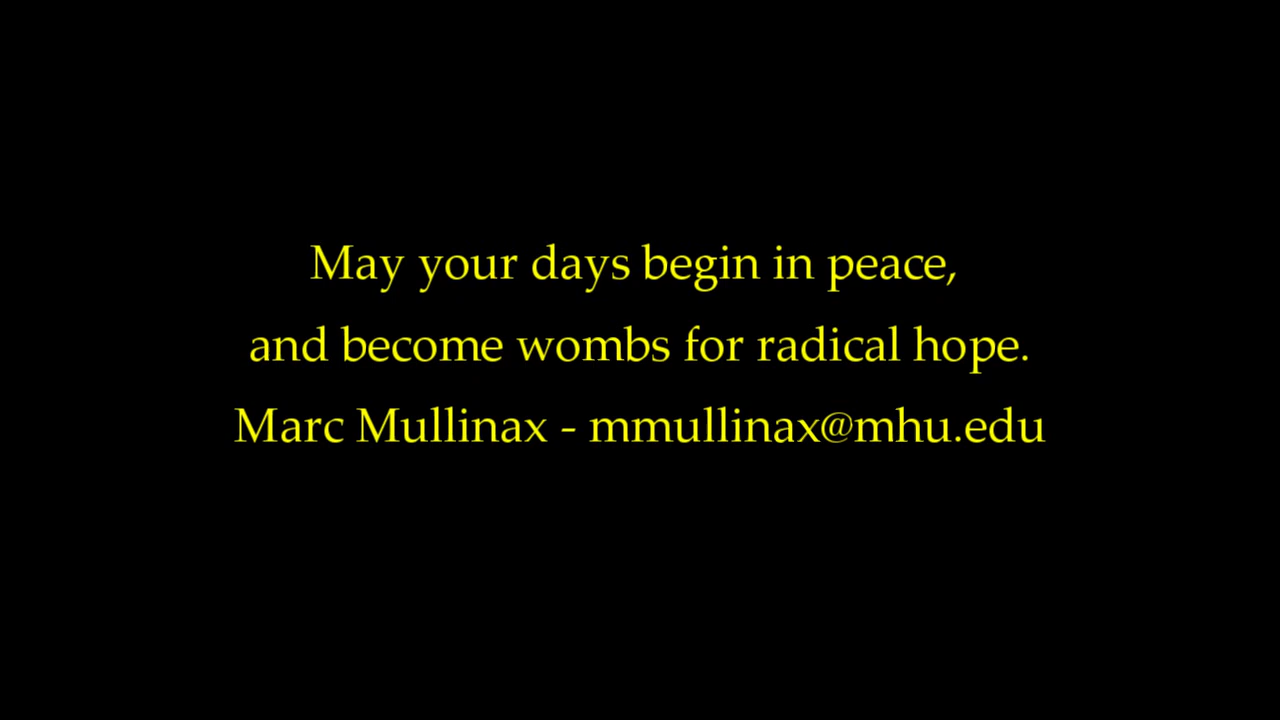 May your days begin in peace,
and become wombs for radical hope.
Marc Mullinax - mmullinax@mhu.edu